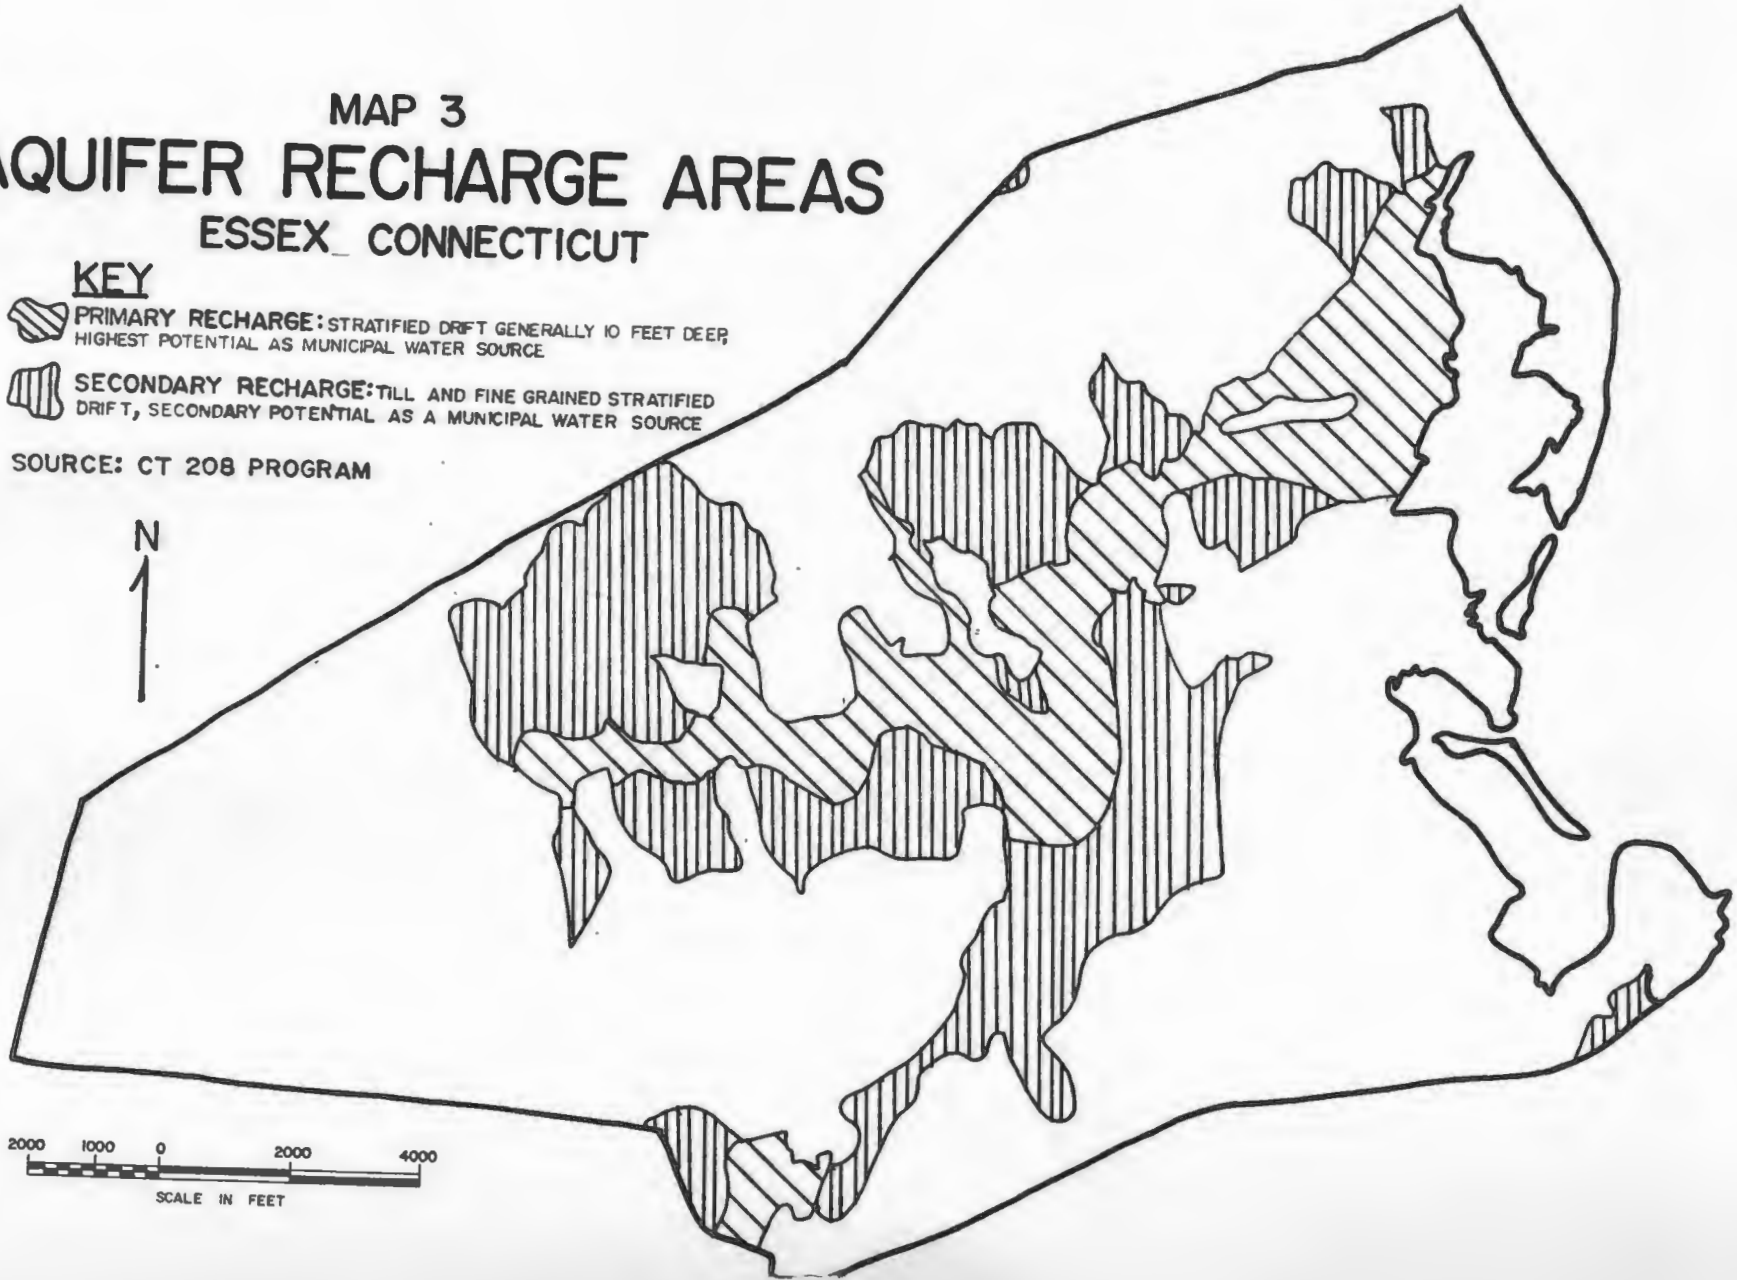 MAP 3
AQUIFER RECHARGE AREAS
ESSEX CONNECTICUT
KEY
PRIMARY RECHARGE: STRATIFIED DRIFT GENERALLY 10 FEET DEEP,
HIGHEST POTENTIAL AS MUNICIPAL WATER SOURCE
SECONDARY RECHARGE: TILL AND FINE GRAINED STRATIFIED
DRIFT, SECONDARY POTENTIAL AS A MUNICIPAL WATER SOURCE
SOURCE: CT 208 PROGRAM
N
2000 1000 0 2000 4000
SCALE IN FEET